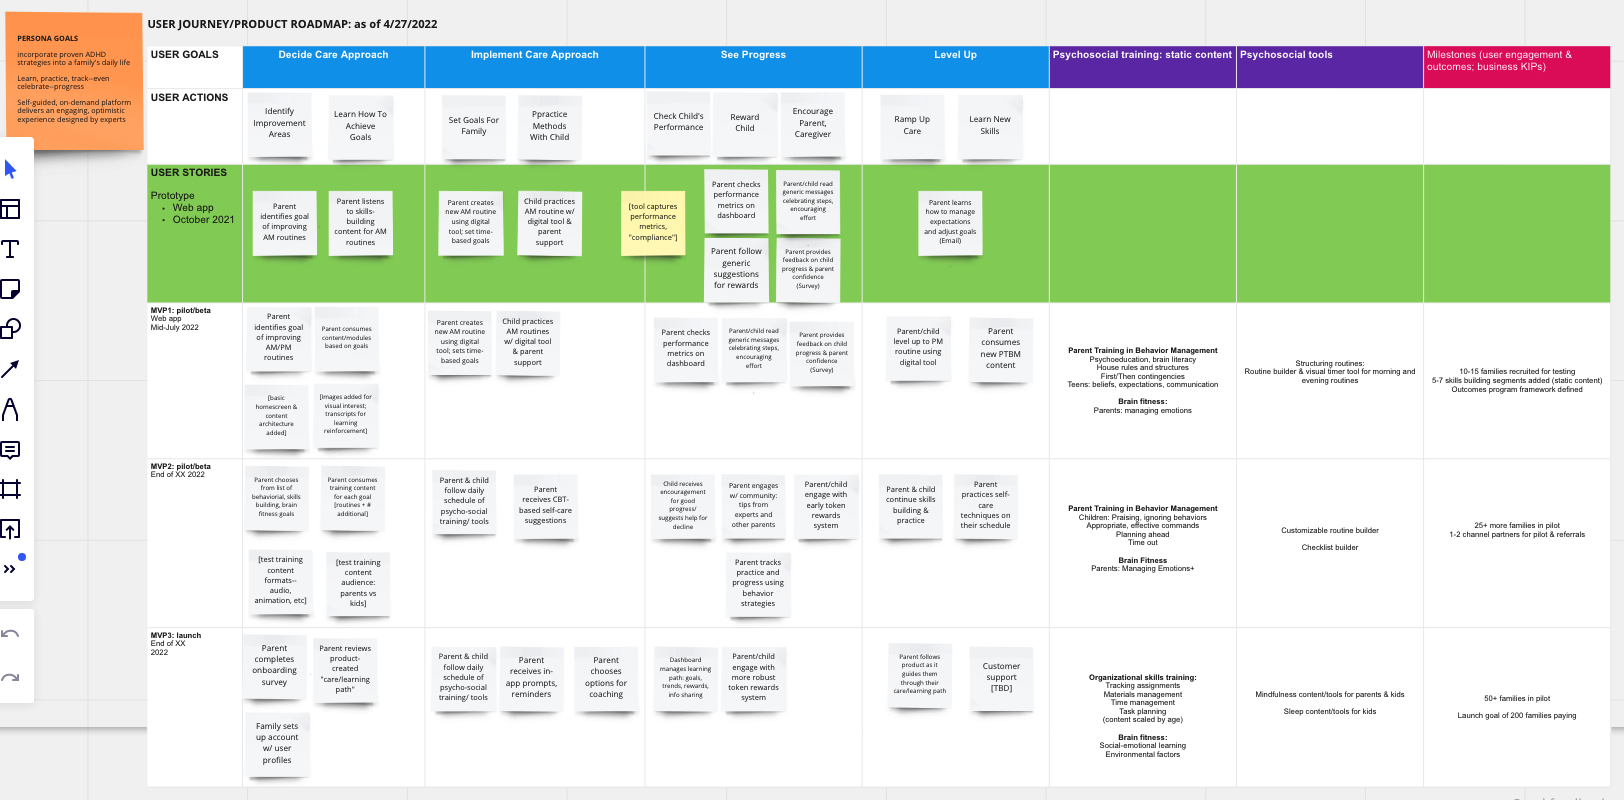 USER JOURNEY/PRODUCT ROADMAP: as of 4/27/2022
PERSONA GOALS
incorporate proven ADHD
strategies into a family's daily life
Learn, practice, track--even
celebrate--progress
Self-guided, on-demand platform
delivers an engaging, optimistic
experience designed by experts
USER GOALS
Decide Care Approach
Implement Care Approach
See Progress
Level Up
Psychosocial training: static content
Psychosocial tools
Milestones (user engagement &
outcomes; business KIPs)
USER ACTIONS
Identify
Improvement
Areas
Learn How To
Achieve
Goals
Set Goals For
Family
Ppractice
Methods
With Child
Check Child's
Performance
Reward
Child
Encourage
Parent,
Caregiver
Ramp Up
Care
Learn New
Skills
USER STORIES
Prototype
• Web app
• October 2021
Parent
identifies goal
of improving
AM routines
Parent listens
to skills-
building
content for AM
routines
Parent creates
new AM routine
using digital
tool; set time-
based goals
Child practices
AM routine w/
digital tool &
parent
support
[tool captures
performance
metrics,
"compliance"]
Parent checks
performance
metrics on
dashboard
Parent/child read
generic messages
celebrating steps,
encouraging
effort
Parent follow
generic
suggestions
for rewards
Parent provides
feedback on child
progress & parent
confidence
(Survey)
Parent learns
how to manage
expectations
and adjust goals
(Email)
MVP1: pilot/beta
Web app
Mid-July 2022
Parent
identifies goal
of improving
AM/PM
routines
Parent consumes
content/modules
based on goals
[basic
homescreen &
content
architecture
added]
[Images added for
visual interest;
transcripts for
learning
reinforcement]
Parent creates
new AM routine
using digital
tool; sets time-
based goals
Child practices
AM routines
w/ digital tool
& parent
support
Parent checks
performance
metrics on
dashboard
Parent/child read
generic messages
celebrating steps,
encouraging
effort
Parent provides
feedback on child
progress & parent
confidence
(Survey)
Parent/child
level up to PM
routine using
digital tool
Parent
consumes
new PTBM
content
Parent Training in Behavior Management
Psychoeducation, brain literacy
House rules and structures
First/Then contingencies
Teens: beliefs, expectations, communication
Brain fitness:
Parents: managing emotions
Structuring routines:
Routine builder & visual timer tool for morning and
evening routines
10-15 families recruited for testing
5-7 skills building segments added (static content)
Outcomes program framework defined
MVP2: pilot/beta
End of XX 2022
Parent chooses
from list of
behaviorial, skills
building, brain
fitness goals
Parent consumes
training content
for each goal
[routines + #
additional]
[test training
content
formats--
audio,
animation, etc]
[test training
content
audience:
parents vs
kids]
Parent & child
follow daily
schedule of
psycho-social
training/ tools
Parent
receives CBT-
based self-care
suggestions
Child receives
encouragement
for good
progress/
suggests help for
decline
Parent engages
w/ community:
tips from
experts and
other parents
Parent/child
engage with
early token
rewards
system
Parent tracks
practice and
progress using
behavior
strategies
Parent & child
continue skills
building &
practice
Parent
practices self-
care
techniques on
their schedule
Parent Training in Behavior Management
Children: Praising, ignoring behaviors
Appropriate, effective commands
Planning ahead
Time out
Brain Fitness
Parents: Managing Emotions+
Customizable routine builder
Checklist builder
25+ more families in pilot
1-2 channel partners for pilot & referrals
MVP3: launch
End of XX
2022
Parent
completes
onboarding
survey
Parent reviews
product-
created
"care/learning
path"
Family sets
up account
w/ user
profiles
Parent & child
follow daily
schedule of
psycho-social
training/ tools
Parent
receives in-
app prompts,
reminders
Parent
chooses
options for
coaching
Dashboard
manages learning
path: goals,
trends, rewards,
info sharing
Parent/child
engage with
more robust
token rewards
system
Parent follows
product as it
guides them
through their
care/learning path
Customer
support
[TBD]
Organizational skills training:
Tracking assignments
Materials management
Time management
Task planning
(content scaled by age)
Brain fitness:
Social-emotional learning
Environmental factors
Mindfulness content/tools for parents & kids
Sleep content/tools for kids
50+ families in pilot
Launch goal of 200 families paying